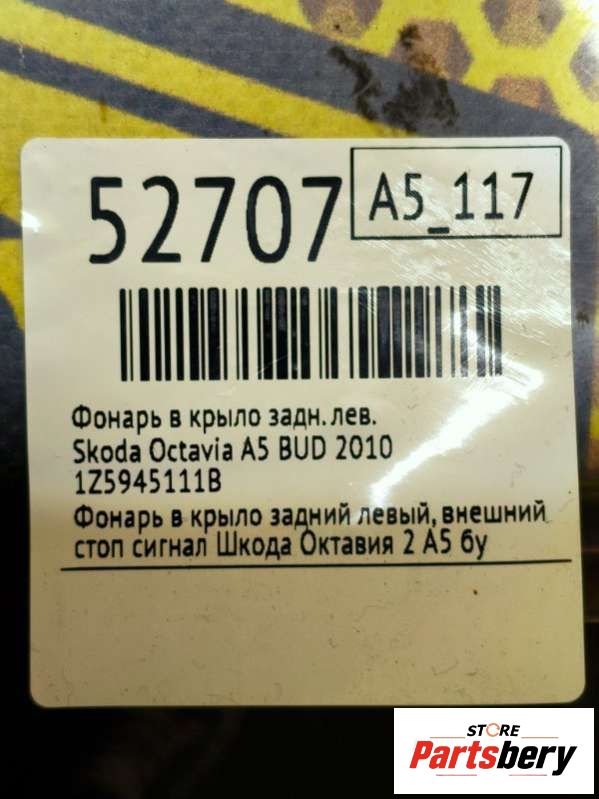 52707
A5_117
Фонарь в крыло задн. лев.
Skoda Octavia A5 BUD 2010
1Z5945111B
Фонарь в крыло задний левый, внешний
стоп сигнал Шкода Октавия 2 А5 бу
STORE
Partsbery